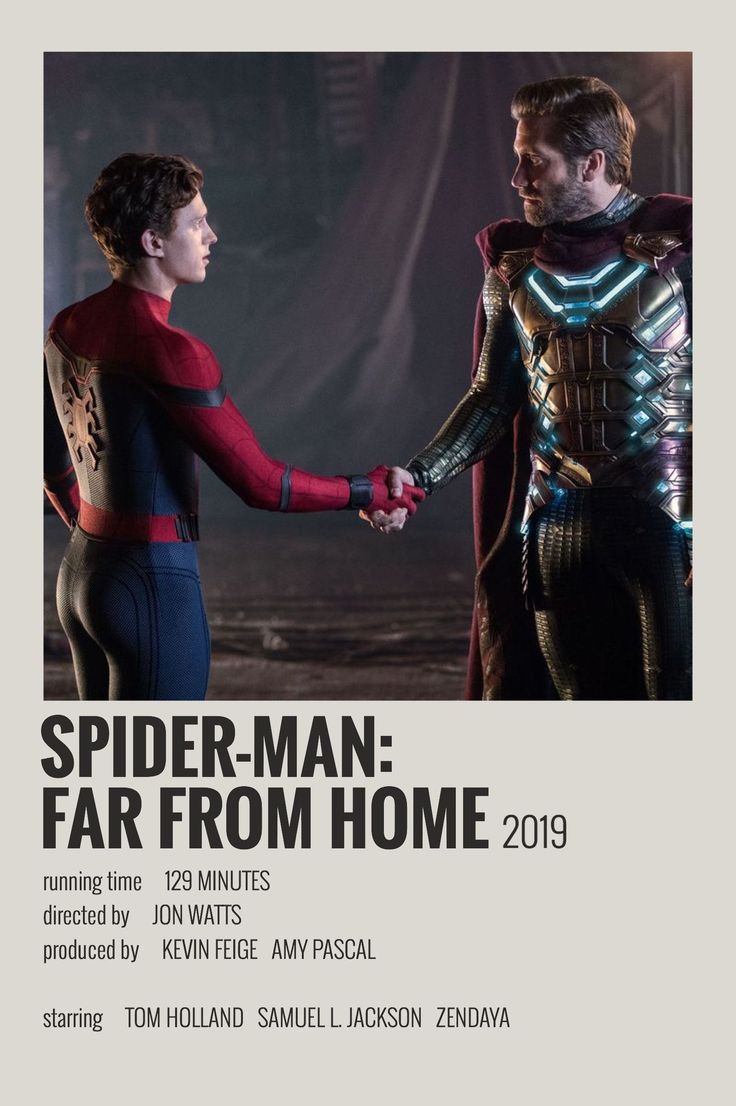 SPIDER-MAN:
FAR FROM HOME 2019
running time 129 MINUTES
directed by JON WATTS
produced by KEVIN FEIGE AMY PASCAL
starring TOM HOLLAND SAMUEL L. JACKSON ZENDAYA